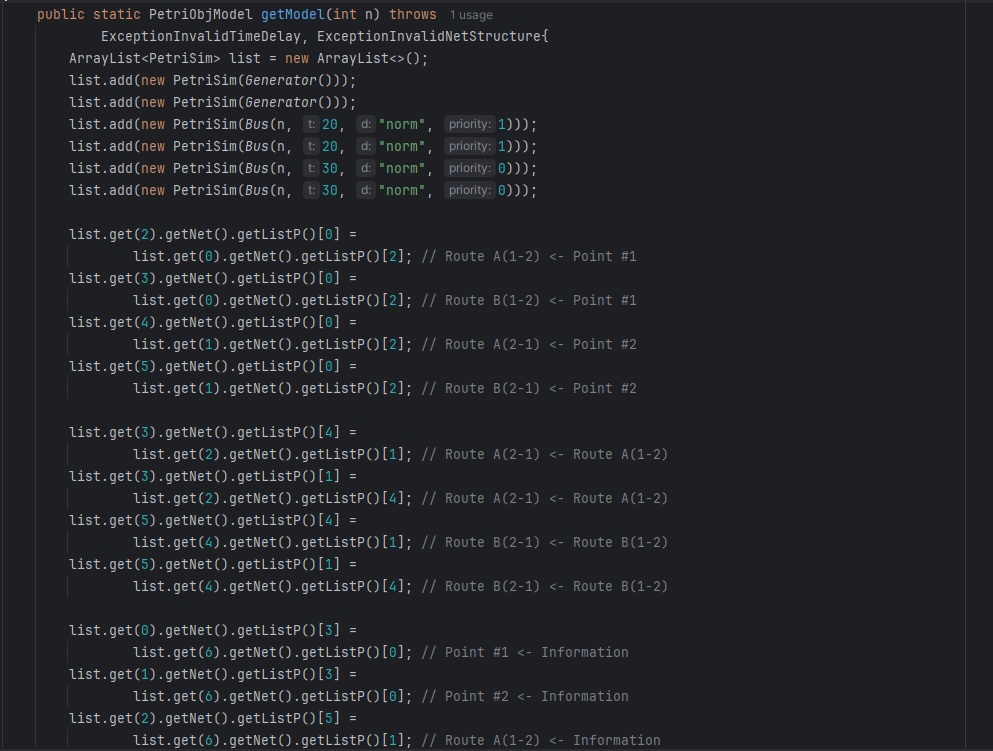 public static PetriObjModel getModel(int n) throws 1 usage
ExceptionInvalidTimeDelay, ExceptionInvalidNetStructure{
ArrayList<PetriSim> list = new ArrayList<>();
list.add(new PetriSim(Generator()));
list.add(new PetriSim(Generator()));
list.add(new PetriSim(Bus(n, t: 20, d: "norm", priority: 1)));
list.add(new PetriSim(Bus(n, t: 20, d: "norm", priority: 1)));
list.add(new PetriSim(Bus(n, t: 30, d: "norm", priority: 0)));
list.add(new PetriSim(Bus(n, t: 30, d: "norm", priority: 0)));
list.get(2).getNet().getListP()[0] =
list.get(0).getNet().getListP()[2]; // Route A(1-2) <- Point #1
list.get(3).getNet().getListP()[0] =
list.get(0).getNet().getListP()[2]; // Route B(1-2) <- Point #1
list.get(4).getNet().getListP()[0] =
list.get(1).getNet().getListP()[2]; // Route A(2-1) <- Point #2
list.get(5).getNet().getListP()[0] =
list.get(1).getNet().getListP()[2]; // Route B(2-1) <- Point #2
list.get(3).getNet().getListP()[4] =
list.get(2).getNet().getListP()[1]; // Route A(2-1) <- Route A(1-2)
list.get(3).getNet().getListP()[1] =
list.get(2).getNet().getListP()[4]; // Route A(2-1) <- Route A(1-2)
list.get(5).getNet().getListP()[4] =
list.get(4).getNet().getListP()[1]; // Route B(2-1) <- Route B(1-2)
list.get(5).getNet().getListP()[1] =
list.get(4).getNet().getListP()[4]; // Route B(2-1) <- Route B(1-2)
list.get(0).getNet().getListP()[3] =
list.get(6).getNet().getListP()[0]; // Point #1 <- Information
list.get(1).getNet().getListP()[3] =
list.get(6).getNet().getListP()[0]; // Point #2 <- Information
list.get(2).getNet().getListP()[5] =
list.get(6).getNet().getListP()[1]; // Route A(1-2) <- Information